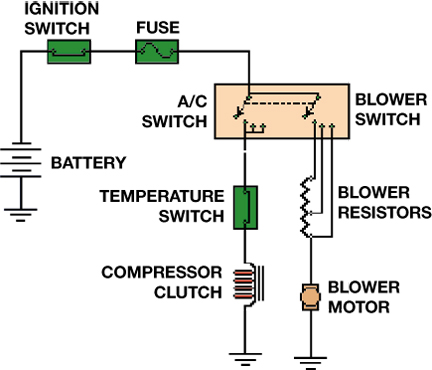 IGNITION
SWITCH
FUSE
A/C
SWITCH
BLOWER
SWITCH
BATTERY
TEMPERATURE
SWITCH
BLOWER
RESISTORS
COMPRESSOR
CLUTCH
BLOWER
MOTOR